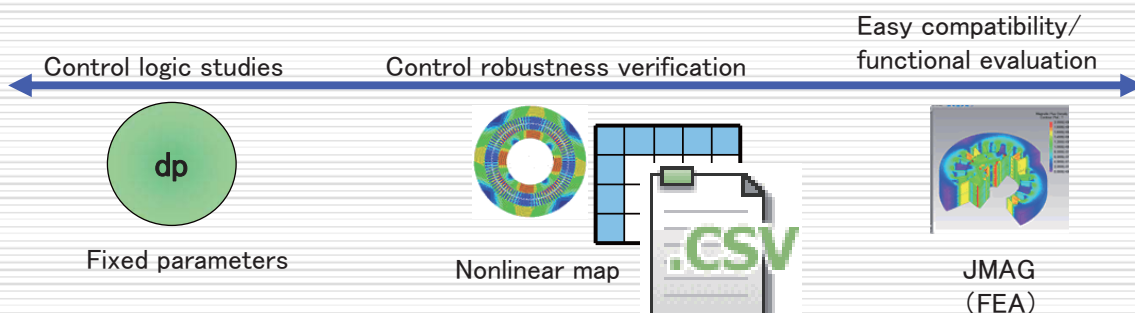 Easy compatibility/
functional evaluation
Control logic studies
Control robustness verification
dp
.CSV
Fixed parameters
Nonlinear map
JMAG
(FEA)